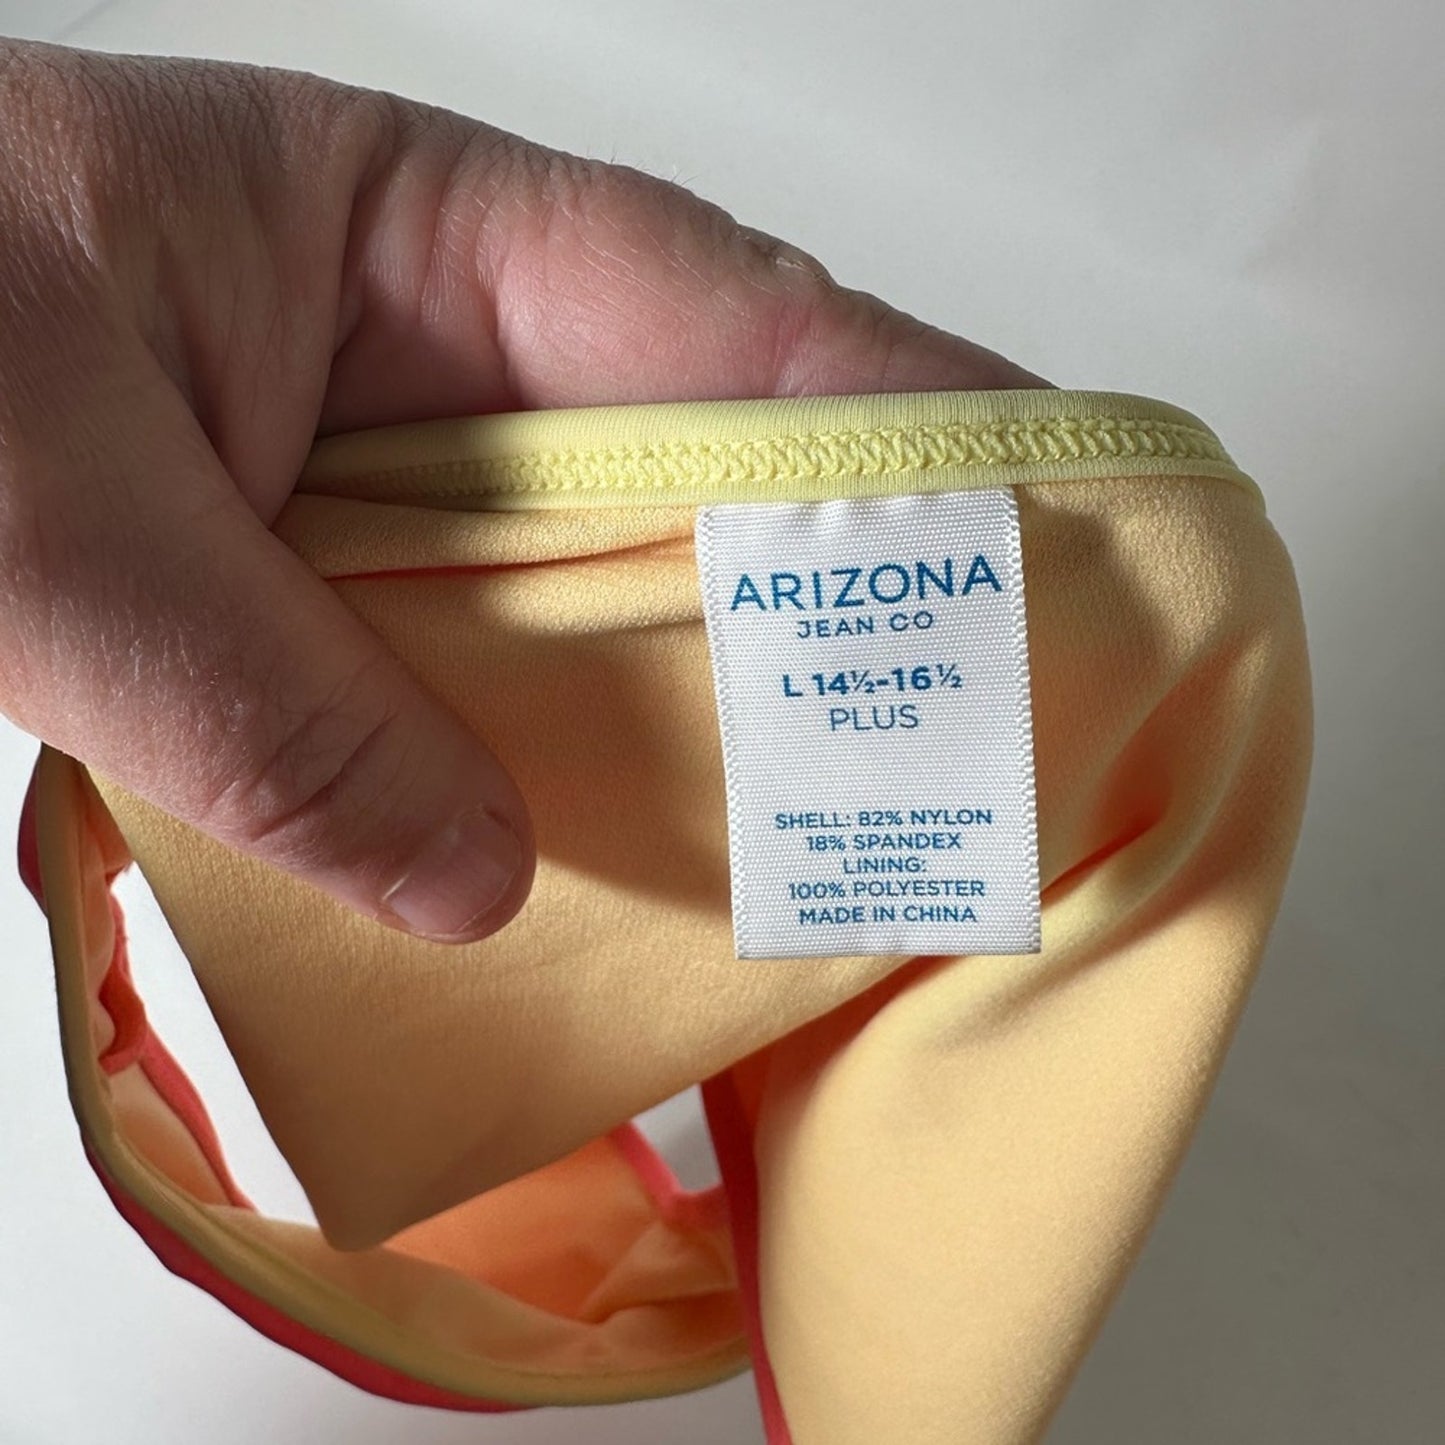 ARIZONA
JEAN CO
L 14½-16½
PLUS
SHELL: 82% NYLON
18% SPANDEX
LINING:
100% POLYESTER
MADE IN CHINA